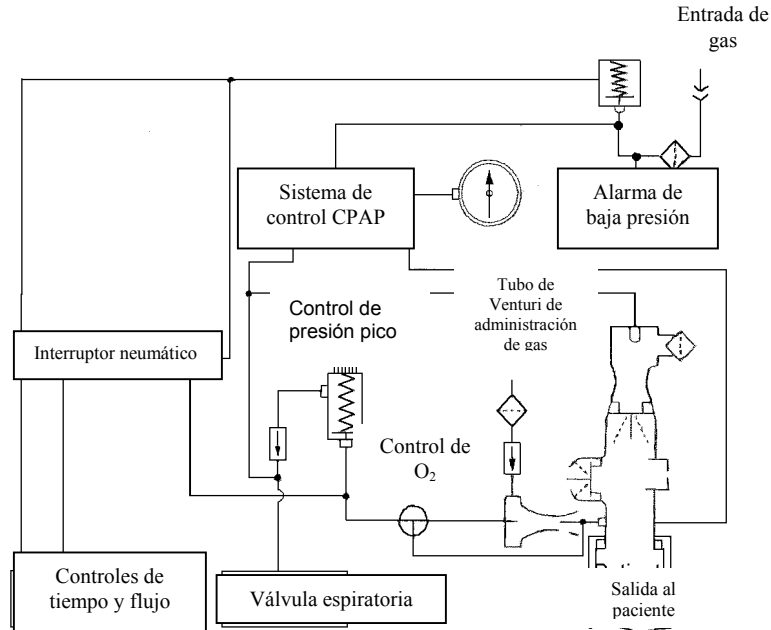 Entrada de
gas
Sistema de
control CPAP
Alarma de
baja presión
Tubo de
Venturi de
administración
de gas
Control de
presión pico
Interruptor neumático
Control de
O₂
Controles de
tiempo y flujo
Válvula espiratoria
Salida al
paciente